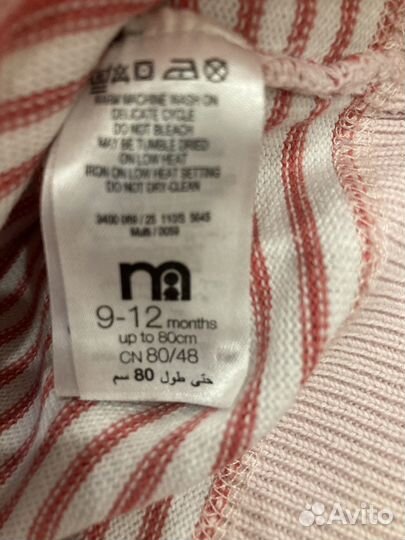 WARM MACHINE WASH ON
DELICATE CYCLE
DO NOT BLEACH
MAY BE TUMBLE DRIED
ON LOW HEAT
IRON ON LOW HEAT SETTING
DO NOT DRY-CLEAN
Multi / 0059
m
9-12 months
up to 80cm
CN 80/48
حتى طول 80 سم
Avito